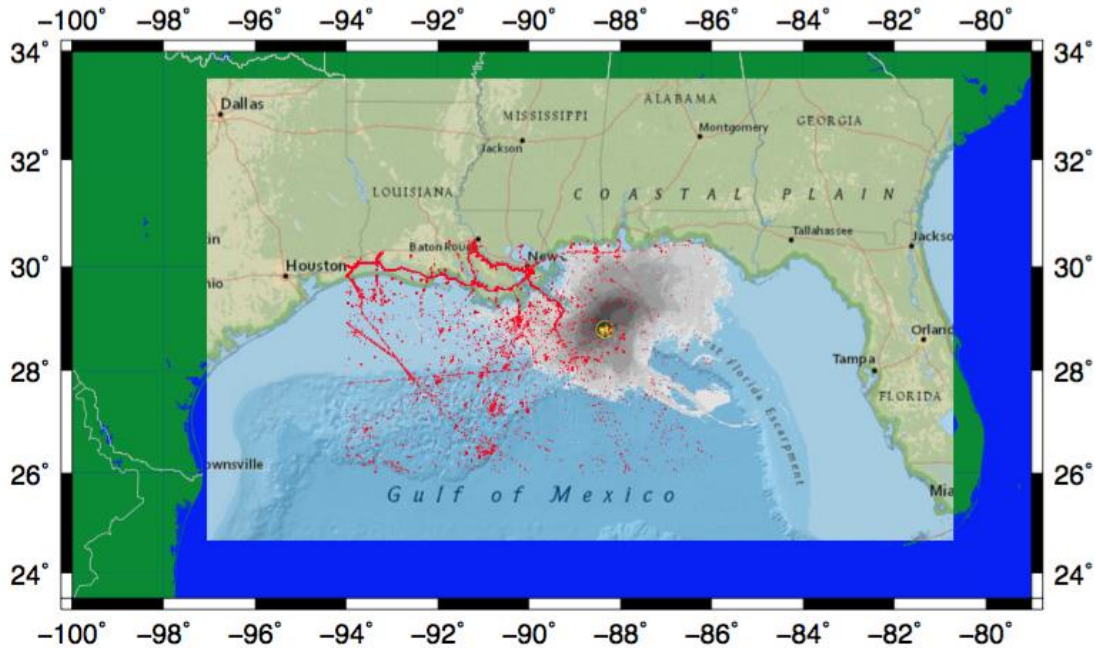 −100° −98° −96° −94° −92° −90° −88° −86° −84° −82° −80°
34° 34°
Dallas
ALABAMA
MISSISSIPPI
GEORGIA
Montgomery
Jackson
32° 32°
LOUISIANA
COASTAL PLAIN
Tallahassee
Jackso
tin
Baton Rou
New
30° 30°
Houston
nio
Orlan
28° 28°
Tampa
West Florida Escarpment
FLORIDA
ownsville
26° 26°
Gulf of Mexico
Mia
24° 24°
−100° −98° −96° −94° −92° −90° −88° −86° −84° −82° −80°